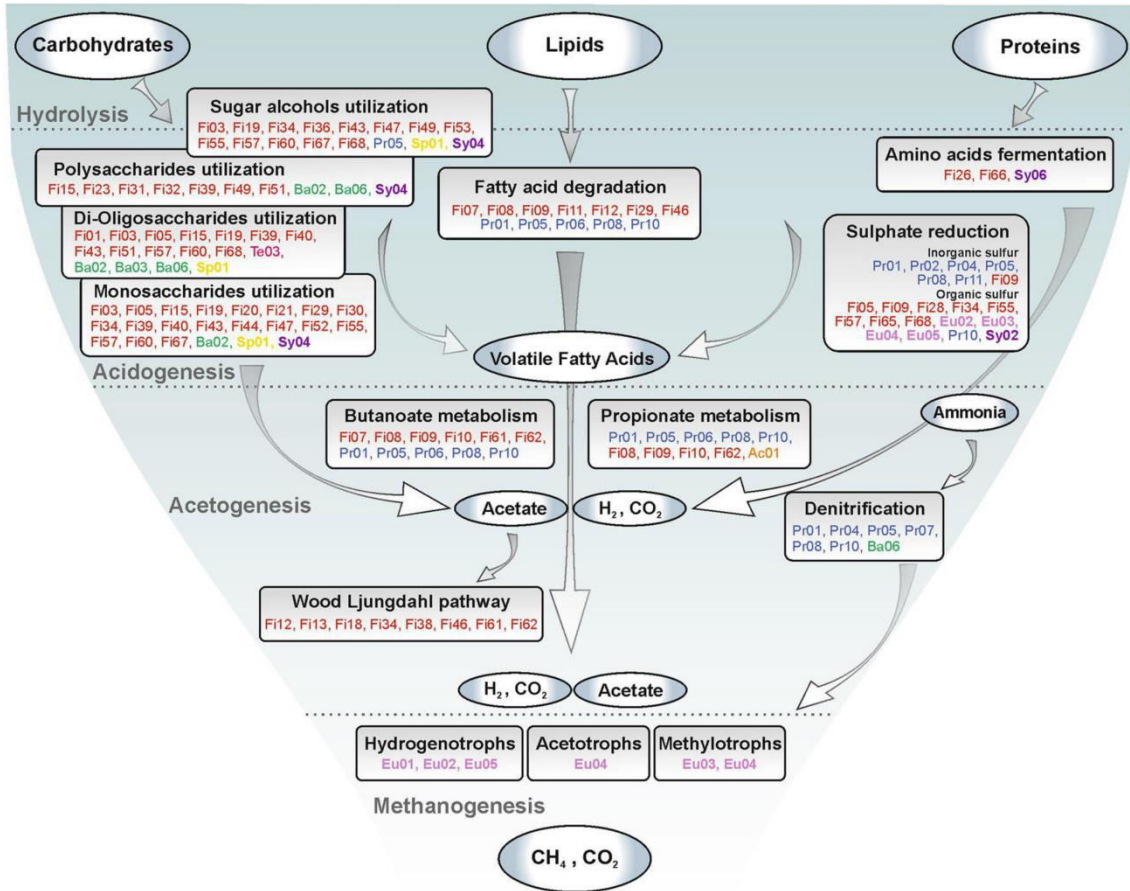 Carbohydrates
Lipids
Proteins
Hydrolysis
Sugar alcohols utilization
Fi03, Fi19, Fi34, Fi36, Fi43, Fi47, Fi49, Fi53,
Fi55, Fi57, Fi60, Fi67, Fi68, Pr05, Sp01, Sy04
Polysaccharides utilization
Fi15, Fi23, Fi31, Fi32, Fi39, Fi49, Fi51, Ba02, Ba06, Sy04
Di-Oligosaccharides utilization
Fi01, Fi03, Fi05, Fi15, Fi19, Fi39, Fi40,
Fi43, Fi51, Fi57, Fi60, Fi68, Te03,
Ba02, Ba03, Ba06, Sp01
Monosaccharides utilization
Fi03, Fi05, Fi15, Fi19, Fi20, Fi21, Fi29, Fi30,
Fi34, Fi39, Fi40, Fi43, Fi44, Fi47, Fi52, Fi55,
Fi57, Fi60, Fi67, Ba02, Sp01, Sy04
Fatty acid degradation
Fi07, Fi08, Fi09, Fi11, Fi12, Fi29, Fi46
Pr01, Pr05, Pr06, Pr08, Pr10
Amino acids fermentation
Fi26, Fi66, Sy06
Sulphate reduction
Inorganic sulfur
Pr01, Pr02, Pr04, Pr05,
Pr08, Pr11, Fi09
Organic sulfur
Fi05, Fi09, Fi28, Fi34, Fi55,
Fi57, Fi65, Fi68, Eu02, Eu03,
Eu04, Eu05, Pr10, Sy02
Volatile Fatty Acids
Acidogenesis
Butanoate metabolism
Fi07, Fi08, Fi09, Fi10, Fi61, Fi62,
Pr01, Pr05, Pr06, Pr08, Pr10
Propionate metabolism
Pr01, Pr05, Pr06, Pr08, Pr10,
Fi08, Fi09, Fi10, Fi62, Ac01
Ammonia
Acetogenesis
Acetate
H2, CO2
Denitrification
Pr01, Pr04, Pr05, Pr07,
Pr08, Pr10, Ba06
Wood Ljungdahl pathway
Fi12, Fi13, Fi18, Fi34, Fi38, Fi46, Fi61, Fi62
H2, CO2
Acetate
Hydrogenotrophs
Eu01, Eu02, Eu05
Acetotrophs
Eu04
Methylotrophs
Eu03, Eu04
Methanogenesis
CH4, CO2